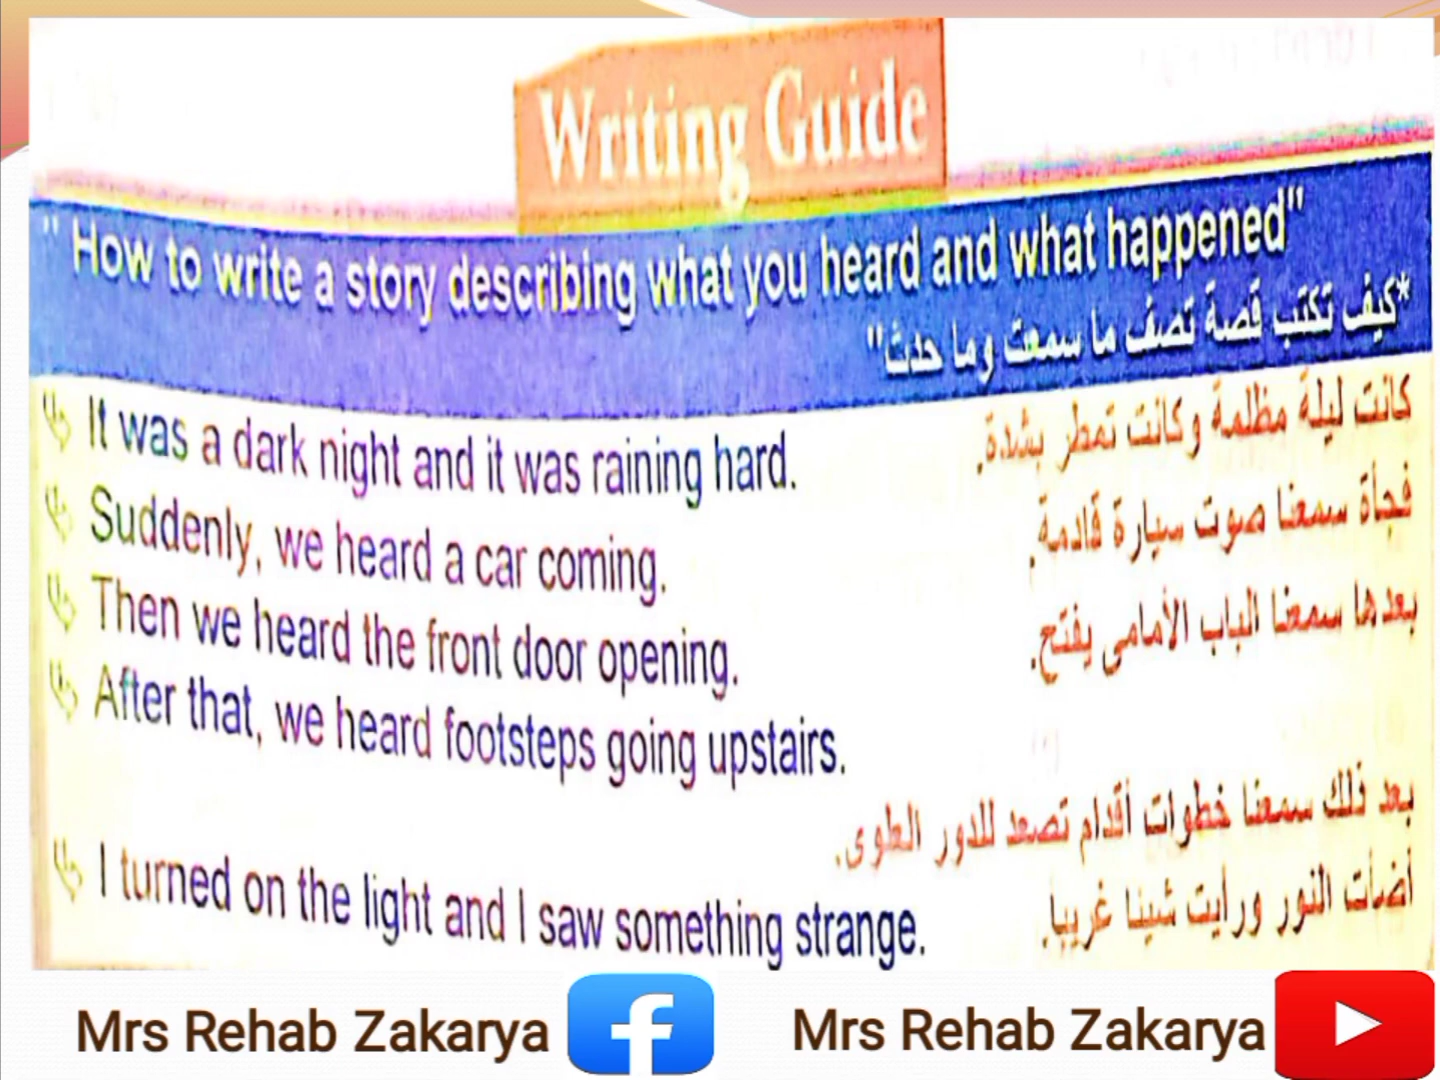 Writing Guide
" How to write a story describing what you heard and what happened"
*كيف تكتب قصة تصف ما سمعت وما حدث"
It was a dark night and it was raining hard.
كانت ليلة مظلمة وكانت تمطر بشدة.
Suddenly, we heard a car coming.
فجأة سمعنا صوت سيارة قادمة.
Then we heard the front door opening.
بعدها سمعنا الباب الأمامى يفتح.
After that, we heard footsteps going upstairs.
بعد ذلك سمعنا خطوات أقدام تصعد للدور العلوى.
I turned on the light and I saw something strange.
أضأت النور ورأيت شيئا غريبا.
Mrs Rehab Zakarya
Mrs Rehab Zakarya